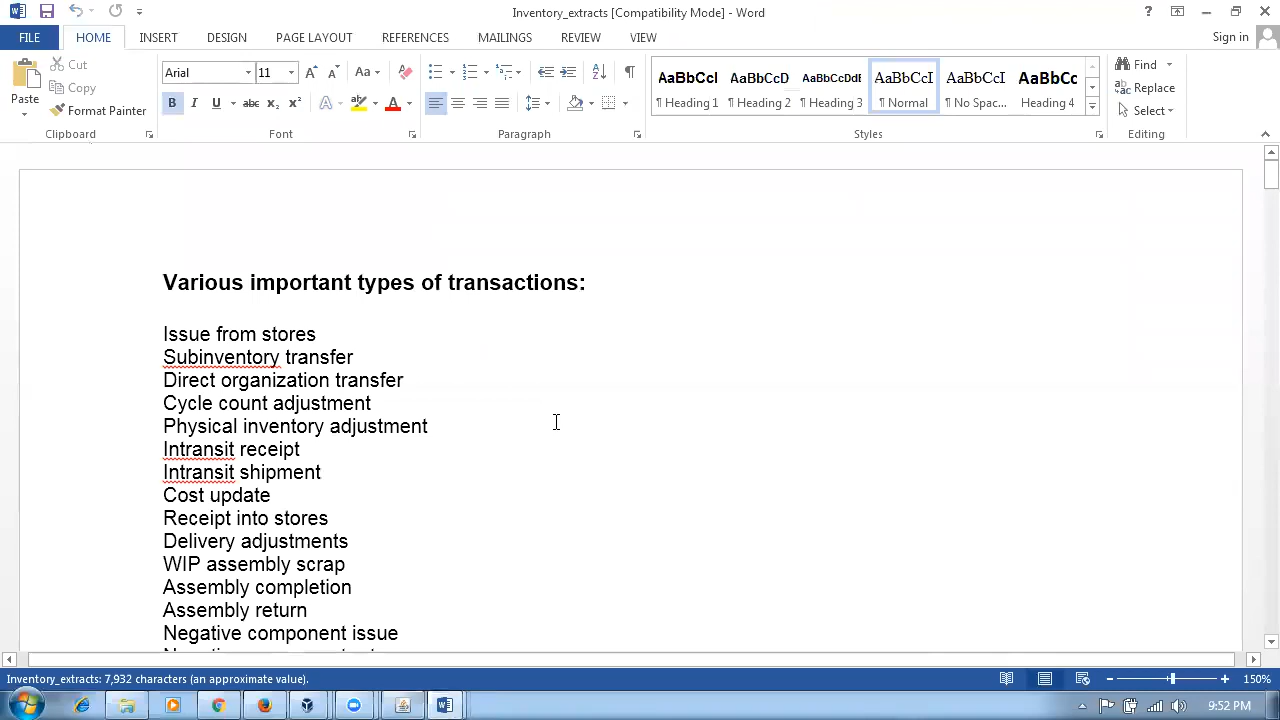 Inventory_extracts [Compatibility Mode] - Word
FILE HOME INSERT DESIGN PAGE LAYOUT REFERENCES MAILINGS REVIEW VIEW Sign in
Paste
Cut
Copy
Format Painter
Clipboard
Arial 11
Font
Paragraph
AaBbCcI AaBbCcD AaBbCcDdE AaBbCcI AaBbCcI AaBbCc
¶ Heading 1 ¶ Heading 2 ¶ Heading 3 ¶ Normal ¶ No Spac... Heading 4
Styles
Find
Replace
Select
Editing
Various important types of transactions:
Issue from stores
Subinventory transfer
Direct organization transfer
Cycle count adjustment
Physical inventory adjustment
Intransit receipt
Intransit shipment
Cost update
Receipt into stores
Delivery adjustments
WIP assembly scrap
Assembly completion
Assembly return
Negative component issue
Inventory_extracts: 7,932 characters (an approximate value).
150%
9:52 PM